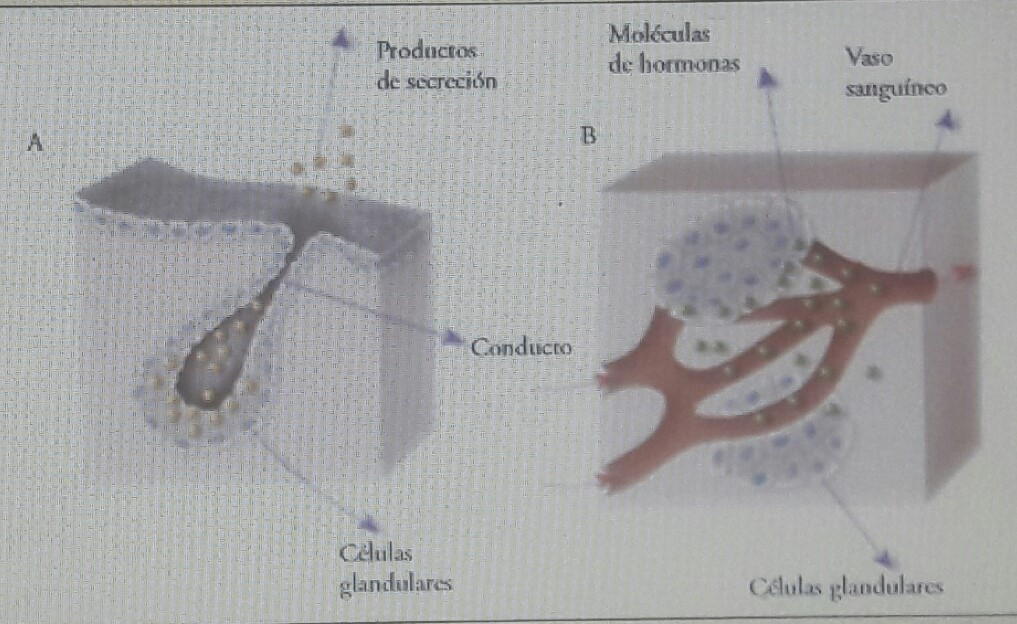 Productos
de secreción
Moléculas
de hormonas
Vaso
sanguíneo
A
B
Conducto
Células
glandulares
Células glandulares